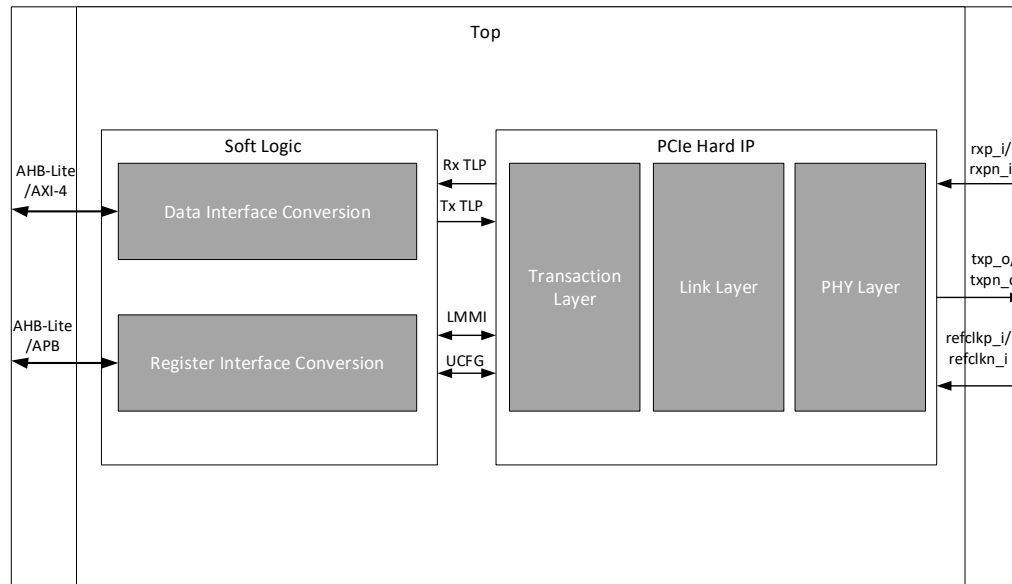 Top
Soft Logic
PCIe Hard IP
AHB-Lite
/AXI-4
Data Interface Conversion
Rx TLP
Tx TLP
AHB-Lite
/APB
Register Interface Conversion
LMMI
UCFG
Transaction
Layer
Link Layer
PHY Layer
rxp_i/
rxpn_i
txp_o/
txpn_o
refclkp_i/
refclkn_i